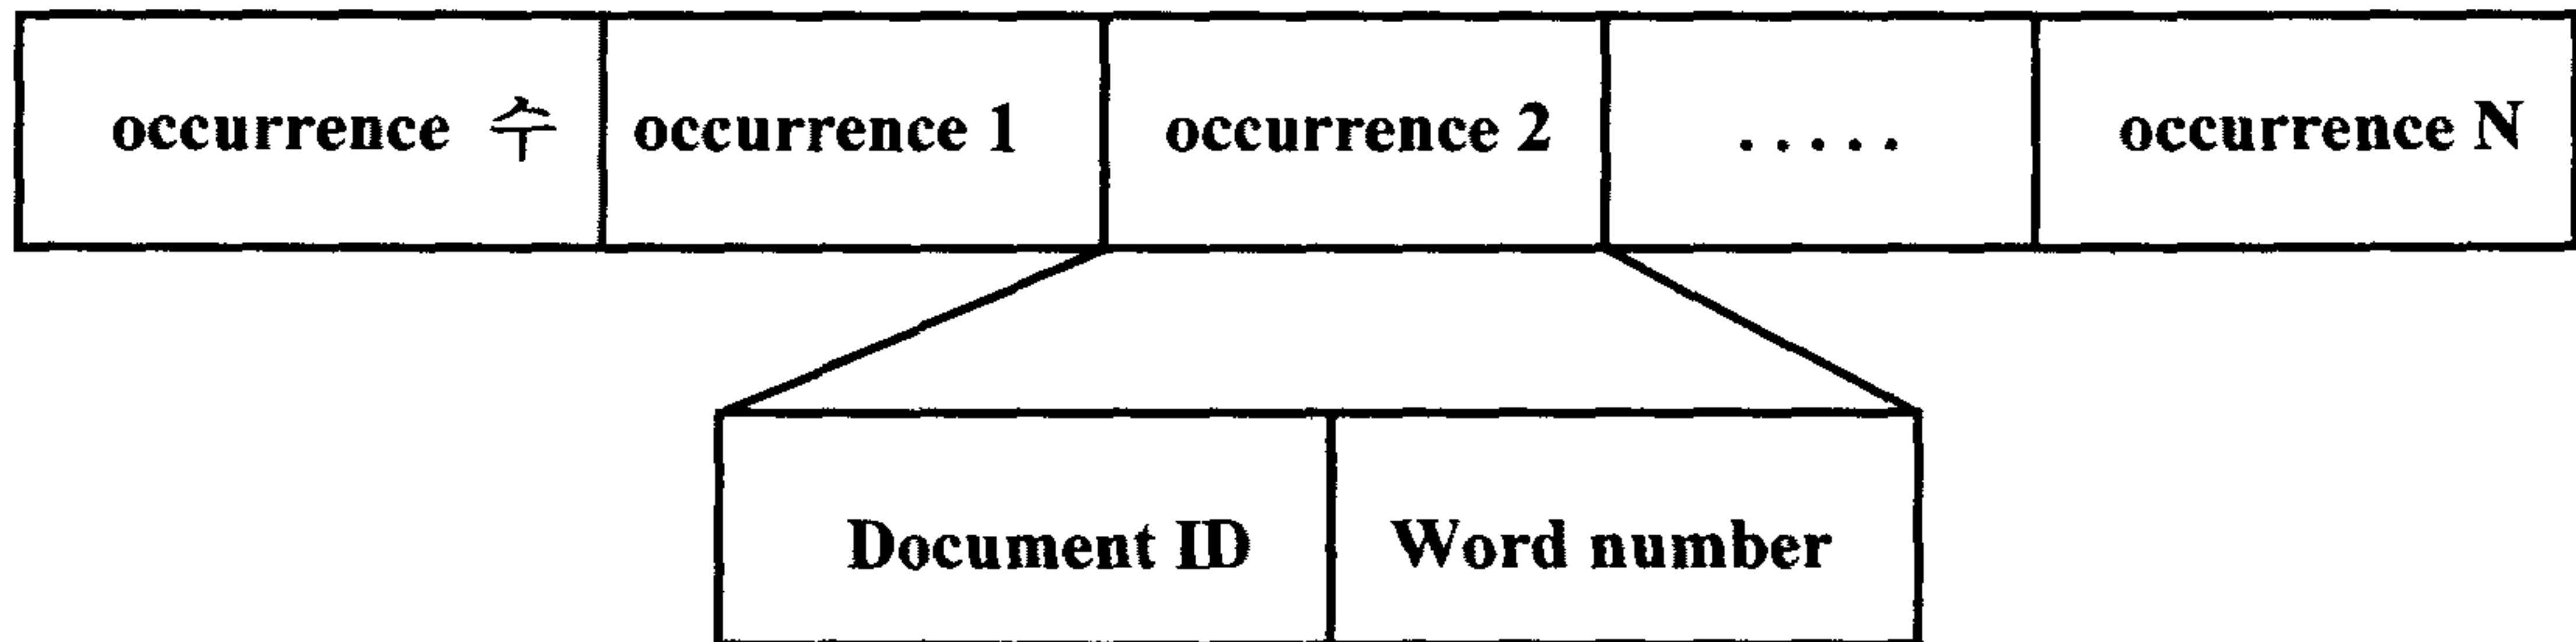 occurrence 수 occurrence 1 occurrence 2 ..... occurrence N
Document ID Word number